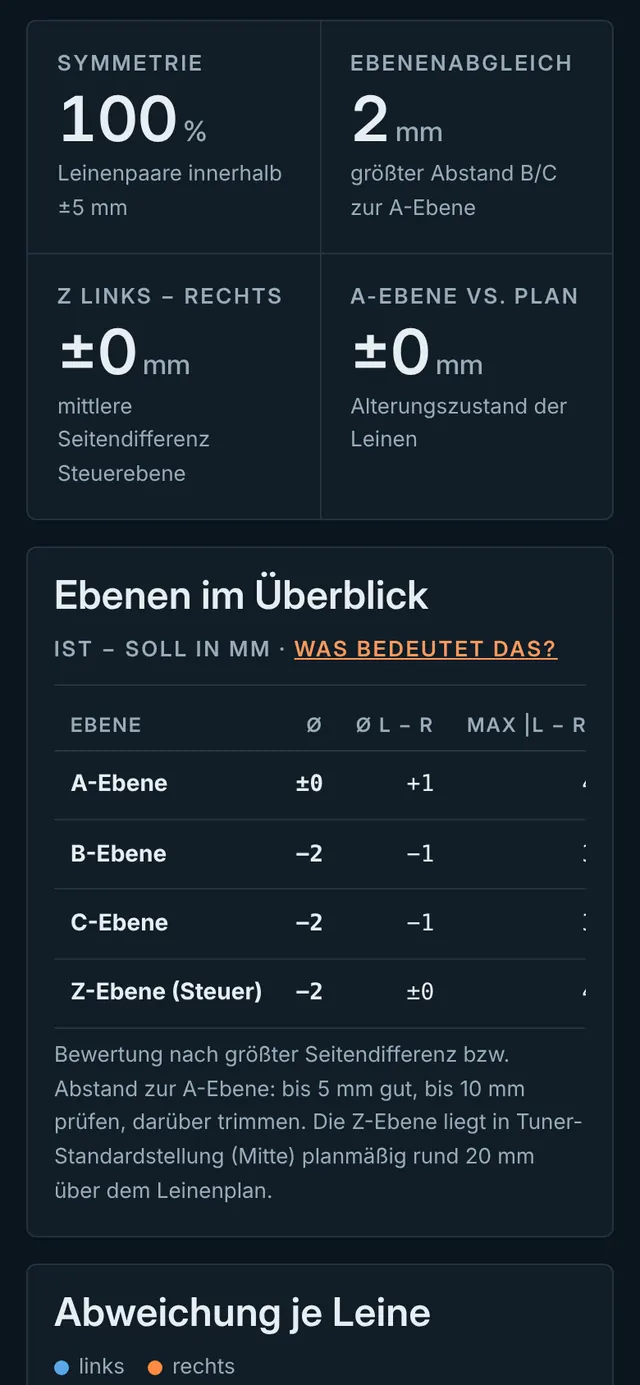 SYMMETRIE
100 %
Leinenpaare innerhalb
±5 mm
EBENENABGLEICH
2 mm
größter Abstand B/C
zur A-Ebene
Z LINKS – RECHTS
±0 mm
mittlere
Seitendifferenz
Steuerebene
A-EBENE VS. PLAN
±0 mm
Alterungszustand der
Leinen
Ebenen im Überblick
IST – SOLL IN MM · WAS BEDEUTET DAS?
EBENE Ø Ø L – R MAX |L – R
A-Ebene ±0 +1
B-Ebene −2 −1
C-Ebene −2 −1
Z-Ebene (Steuer) −2 ±0
Bewertung nach größter Seitendifferenz bzw.
Abstand zur A-Ebene: bis 5 mm gut, bis 10 mm
prüfen, darüber trimmen. Die Z-Ebene liegt in Tuner-
Standardstellung (Mitte) planmäßig rund 20 mm
über dem Leinenplan.
Abweichung je Leine
links rechts